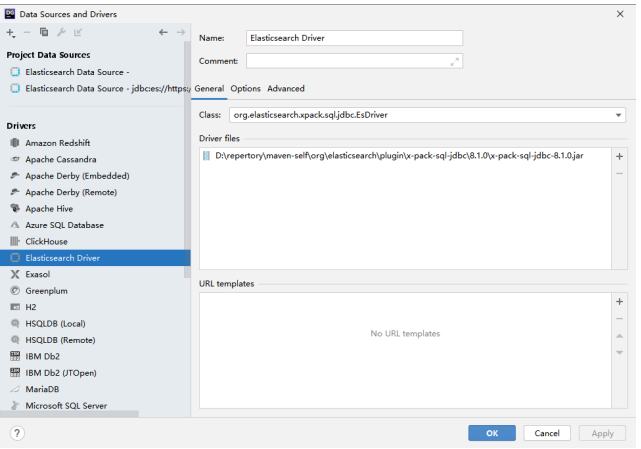 Data Sources and Drivers
Project Data Sources
Elasticsearch Data Source -
Elasticsearch Data Source - jdbc:es://https:/
Drivers
Amazon Redshift
Apache Cassandra
Apache Derby (Embedded)
Apache Derby (Remote)
Apache Hive
Azure SQL Database
ClickHouse
Elasticsearch Driver
Exasol
Greenplum
H2
HSQLDB (Local)
HSQLDB (Remote)
IBM Db2
IBM Db2 (JTOpen)
MariaDB
Microsoft SQL Server
Name: Elasticsearch Driver
Comment:
General Options Advanced
Class: org.elasticsearch.xpack.sql.jdbc.EsDriver
Driver files
D:\repertory\maven-self\org\elasticsearch\plugin\x-pack-sql-jdbc\8.1.0\x-pack-sql-jdbc-8.1.0.jar
URL templates
No URL templates
? OK Cancel Apply